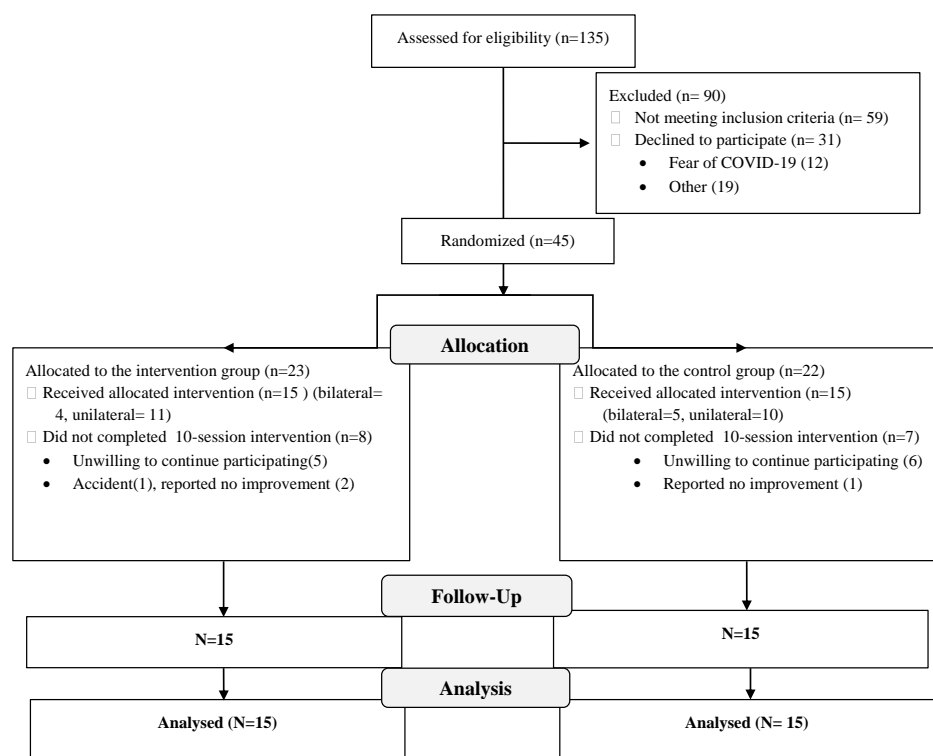 Assessed for eligibility (n=135)
Excluded (n= 90)
Not meeting inclusion criteria (n= 59)
Declined to participate (n= 31)
• Fear of COVID-19 (12)
• Other (19)
Randomized (n=45)
Allocation
Allocated to the intervention group (n=23)
Received allocated intervention (n=15 ) (bilateral=
4, unilateral= 11)
Did not completed 10-session intervention (n=8)
• Unwilling to continue participating(5)
• Accident(1), reported no improvement (2)
Allocated to the control group (n=22)
Received allocated intervention (n=15)
(bilateral=5, unilateral=10)
Did not completed 10-session intervention (n=7)
• Unwilling to continue participating (6)
• Reported no improvement (1)
Follow-Up
N=15
N=15
Analysis
Analysed (N=15)
Analysed (N= 15)